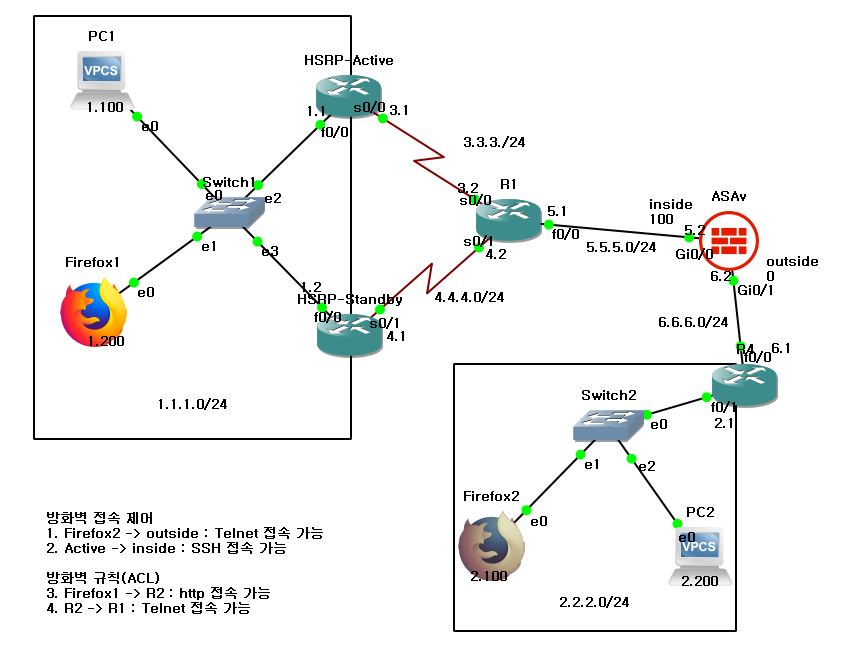 PC1
VPCS
1.100
e0
HSRP-Active
1.1
s0/0
3.1
f0/0
3.3.3./24
Switch1
e0
e2
e1
e3
Firefox1
e0
1.200
1.2
HSRP-Standby
f0/0
s0/1
4.1
1.1.1.0/24
R1
3.2
s0/0
5.1
f0/0
s0/1
4.2
4.4.4.0/24
5.5.5.0/24
inside
100
ASAv
5.2
Gi0/0
outside
0
6.2
Gi0/1
6.6.6.0/24
R4
6.1
f0/0
f0/1
2.1
Switch2
e0
e1
e2
Firefox2
e0
2.100
PC2
e0
VPCS
2.200
2.2.2.0/24
방화벽 접속 제어
1. Firefox2 -> outside : Telnet 접속 가능
2. Active -> inside : SSH 접속 가능
방화벽 규칙(ACL)
3. Firefox1 -> R2 : http 접속 가능
4. R2 -> R1 : Telnet 접속 가능